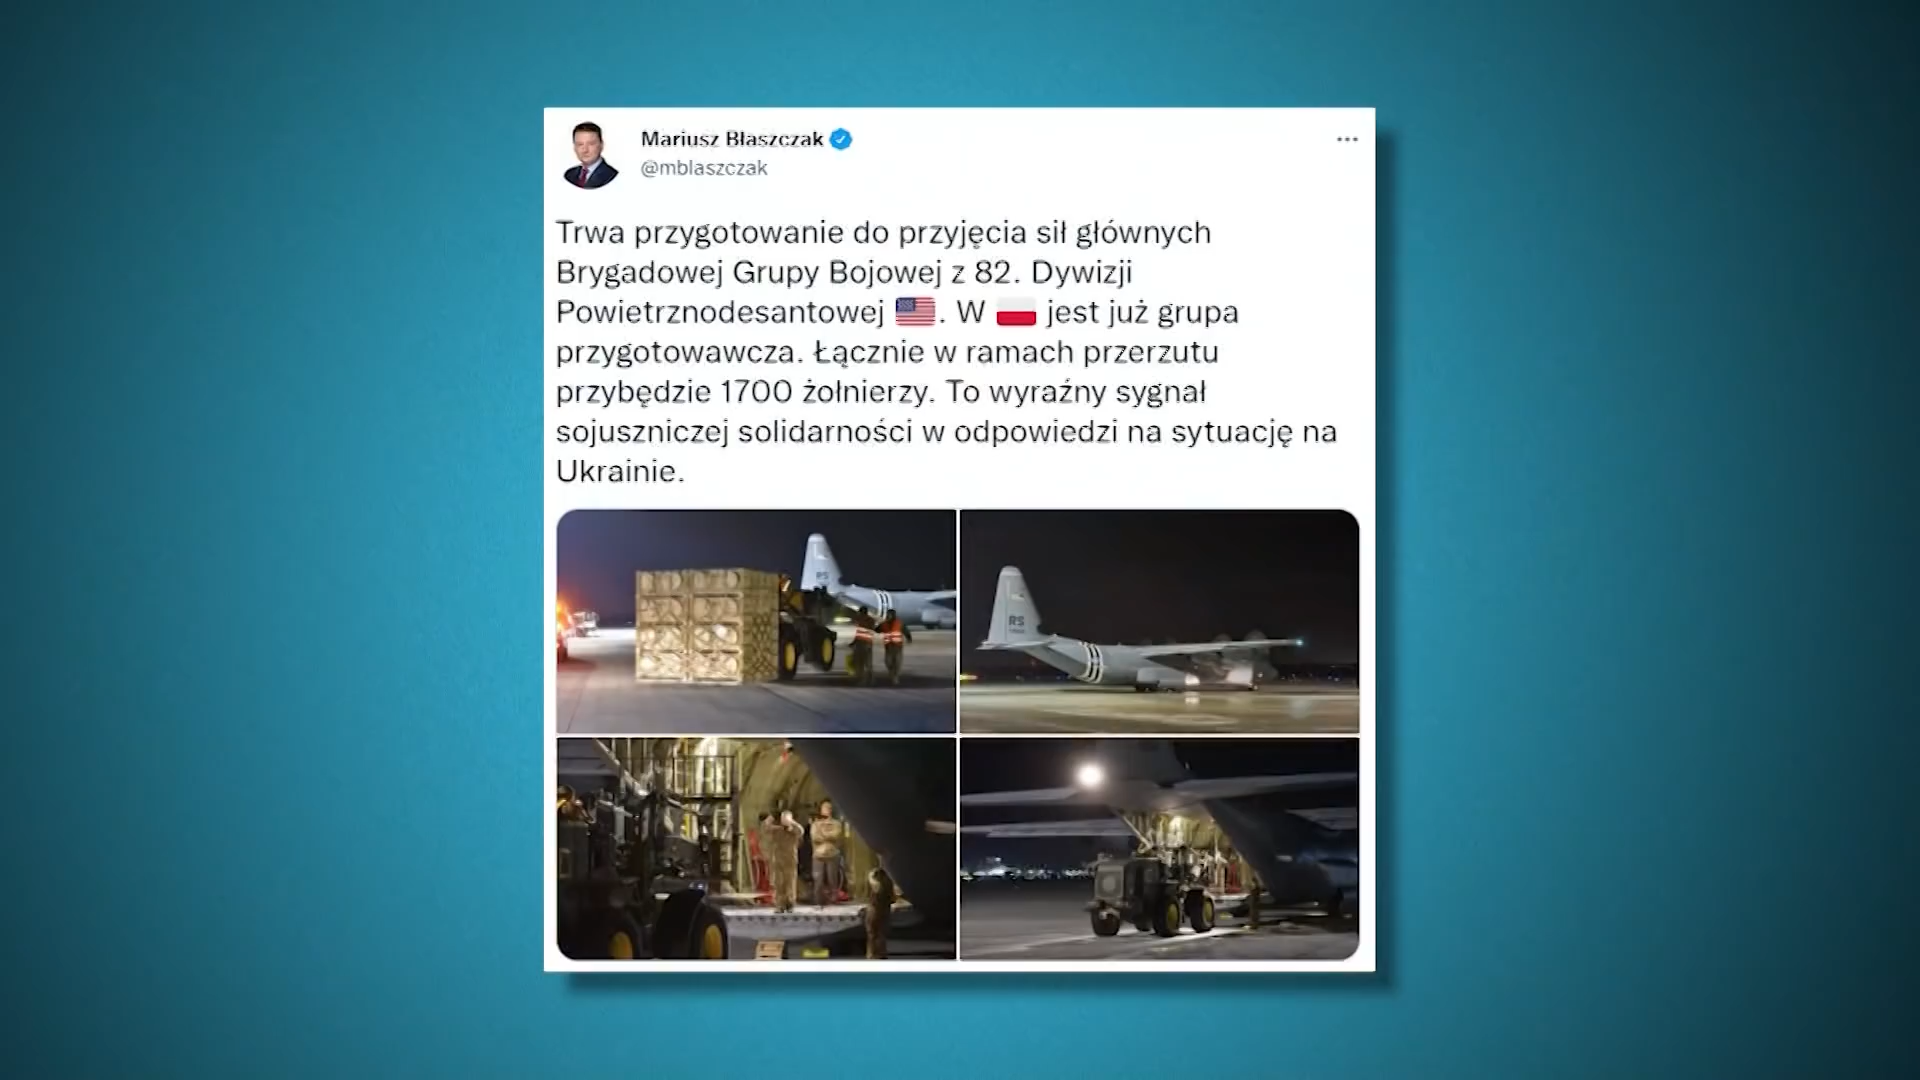 Mariusz Błaszczak
@mblaszczak
Trwa przygotowanie do przyjęcia sił głównych
Brygadowej Grupy Bojowej z 82. Dywizji
Powietrznodesantowej 🇺🇸. W 🇵🇱 jest już grupa
przygotowawcza. Łącznie w ramach przerzutu
przybędzie 1700 żołnierzy. To wyraźny sygnał
sojuszniczej solidarności w odpowiedzi na sytuację na
Ukrainie.
RS
RS